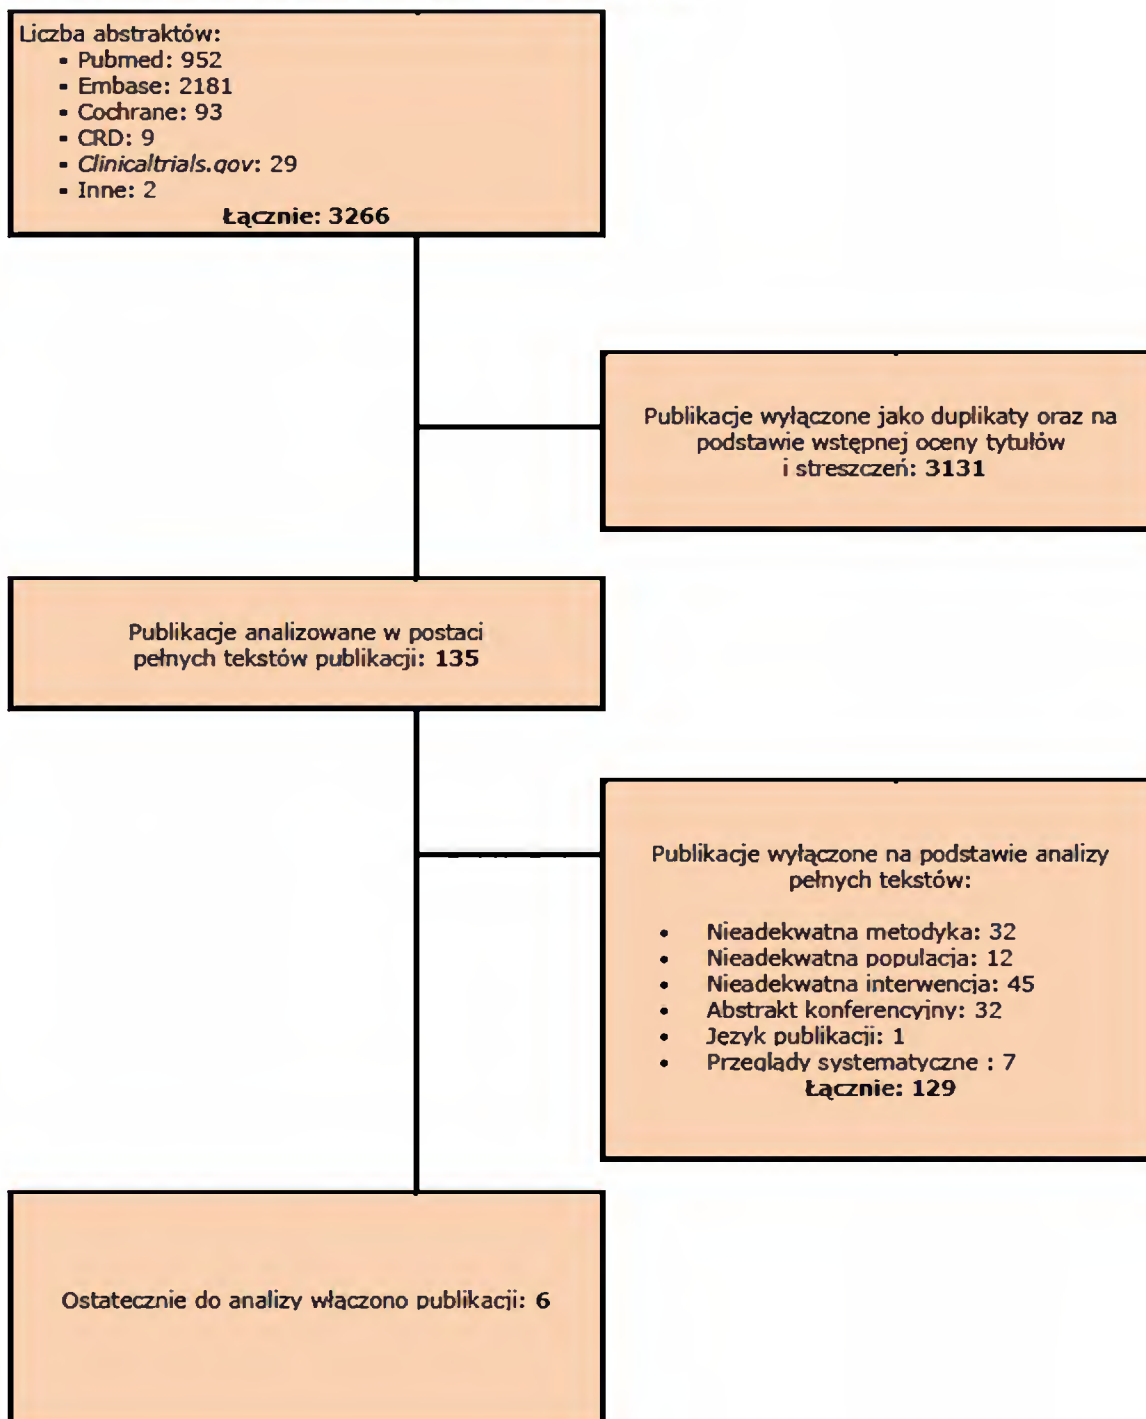 Liczba abstraktów:
▪ Pubmed: 952
▪ Embase: 2181
▪ Cochrane: 93
▪ CRD: 9
▪ Clinicaltrials.gov: 29
▪ Inne: 2
Łącznie: 3266
Publikacje wyłączone jako duplikaty oraz na
podstawie wstępnej oceny tytułów
i streszczeń: 3131
Publikacje analizowane w postaci
pełnych tekstów publikacji: 135
Publikacje wyłączone na podstawie analizy
pełnych tekstów:
• Nieadekwatna metodyka: 32
• Nieadekwatna populacja: 12
• Nieadekwatna interwencja: 45
• Abstrakt konferencyjny: 32
• Język publikacji: 1
• Przeglądy systematyczne : 7
Łącznie: 129
Ostatecznie do analizy włączono publikacji: 6